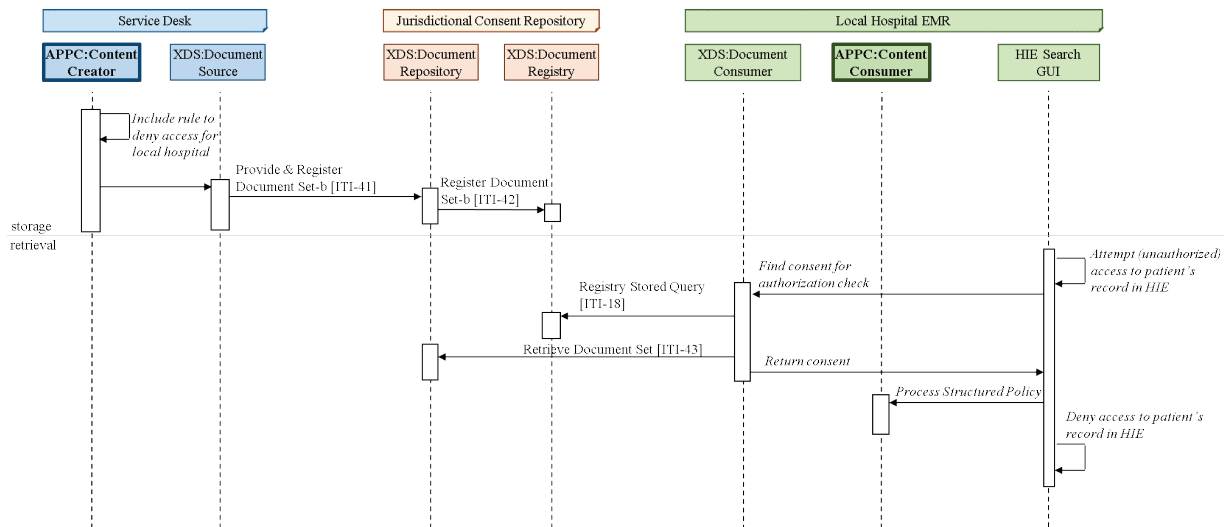 Service Desk
Jurisdictional Consent Repository
Local Hospital EMR
APPC:Content
Creator
XDS:Document
Source
XDS:Document
Repository
XDS:Document
Registry
XDS:Document
Consumer
APPC:Content
Consumer
HIE Search
GUI
Include rule to
deny access for
local hospital
Provide & Register
Document Set-b [ITI-41]
Register Document
Set-b [ITI-42]
storage
retrieval
Attempt (unauthorized)
access to patient's
record in HIE
Find consent for
authorization check
Registry Stored Query
[ITI-18]
Retrieve Document Set [ITI-43]
Return consent
Process Structured Policy
Deny access to patient's
record in HIE